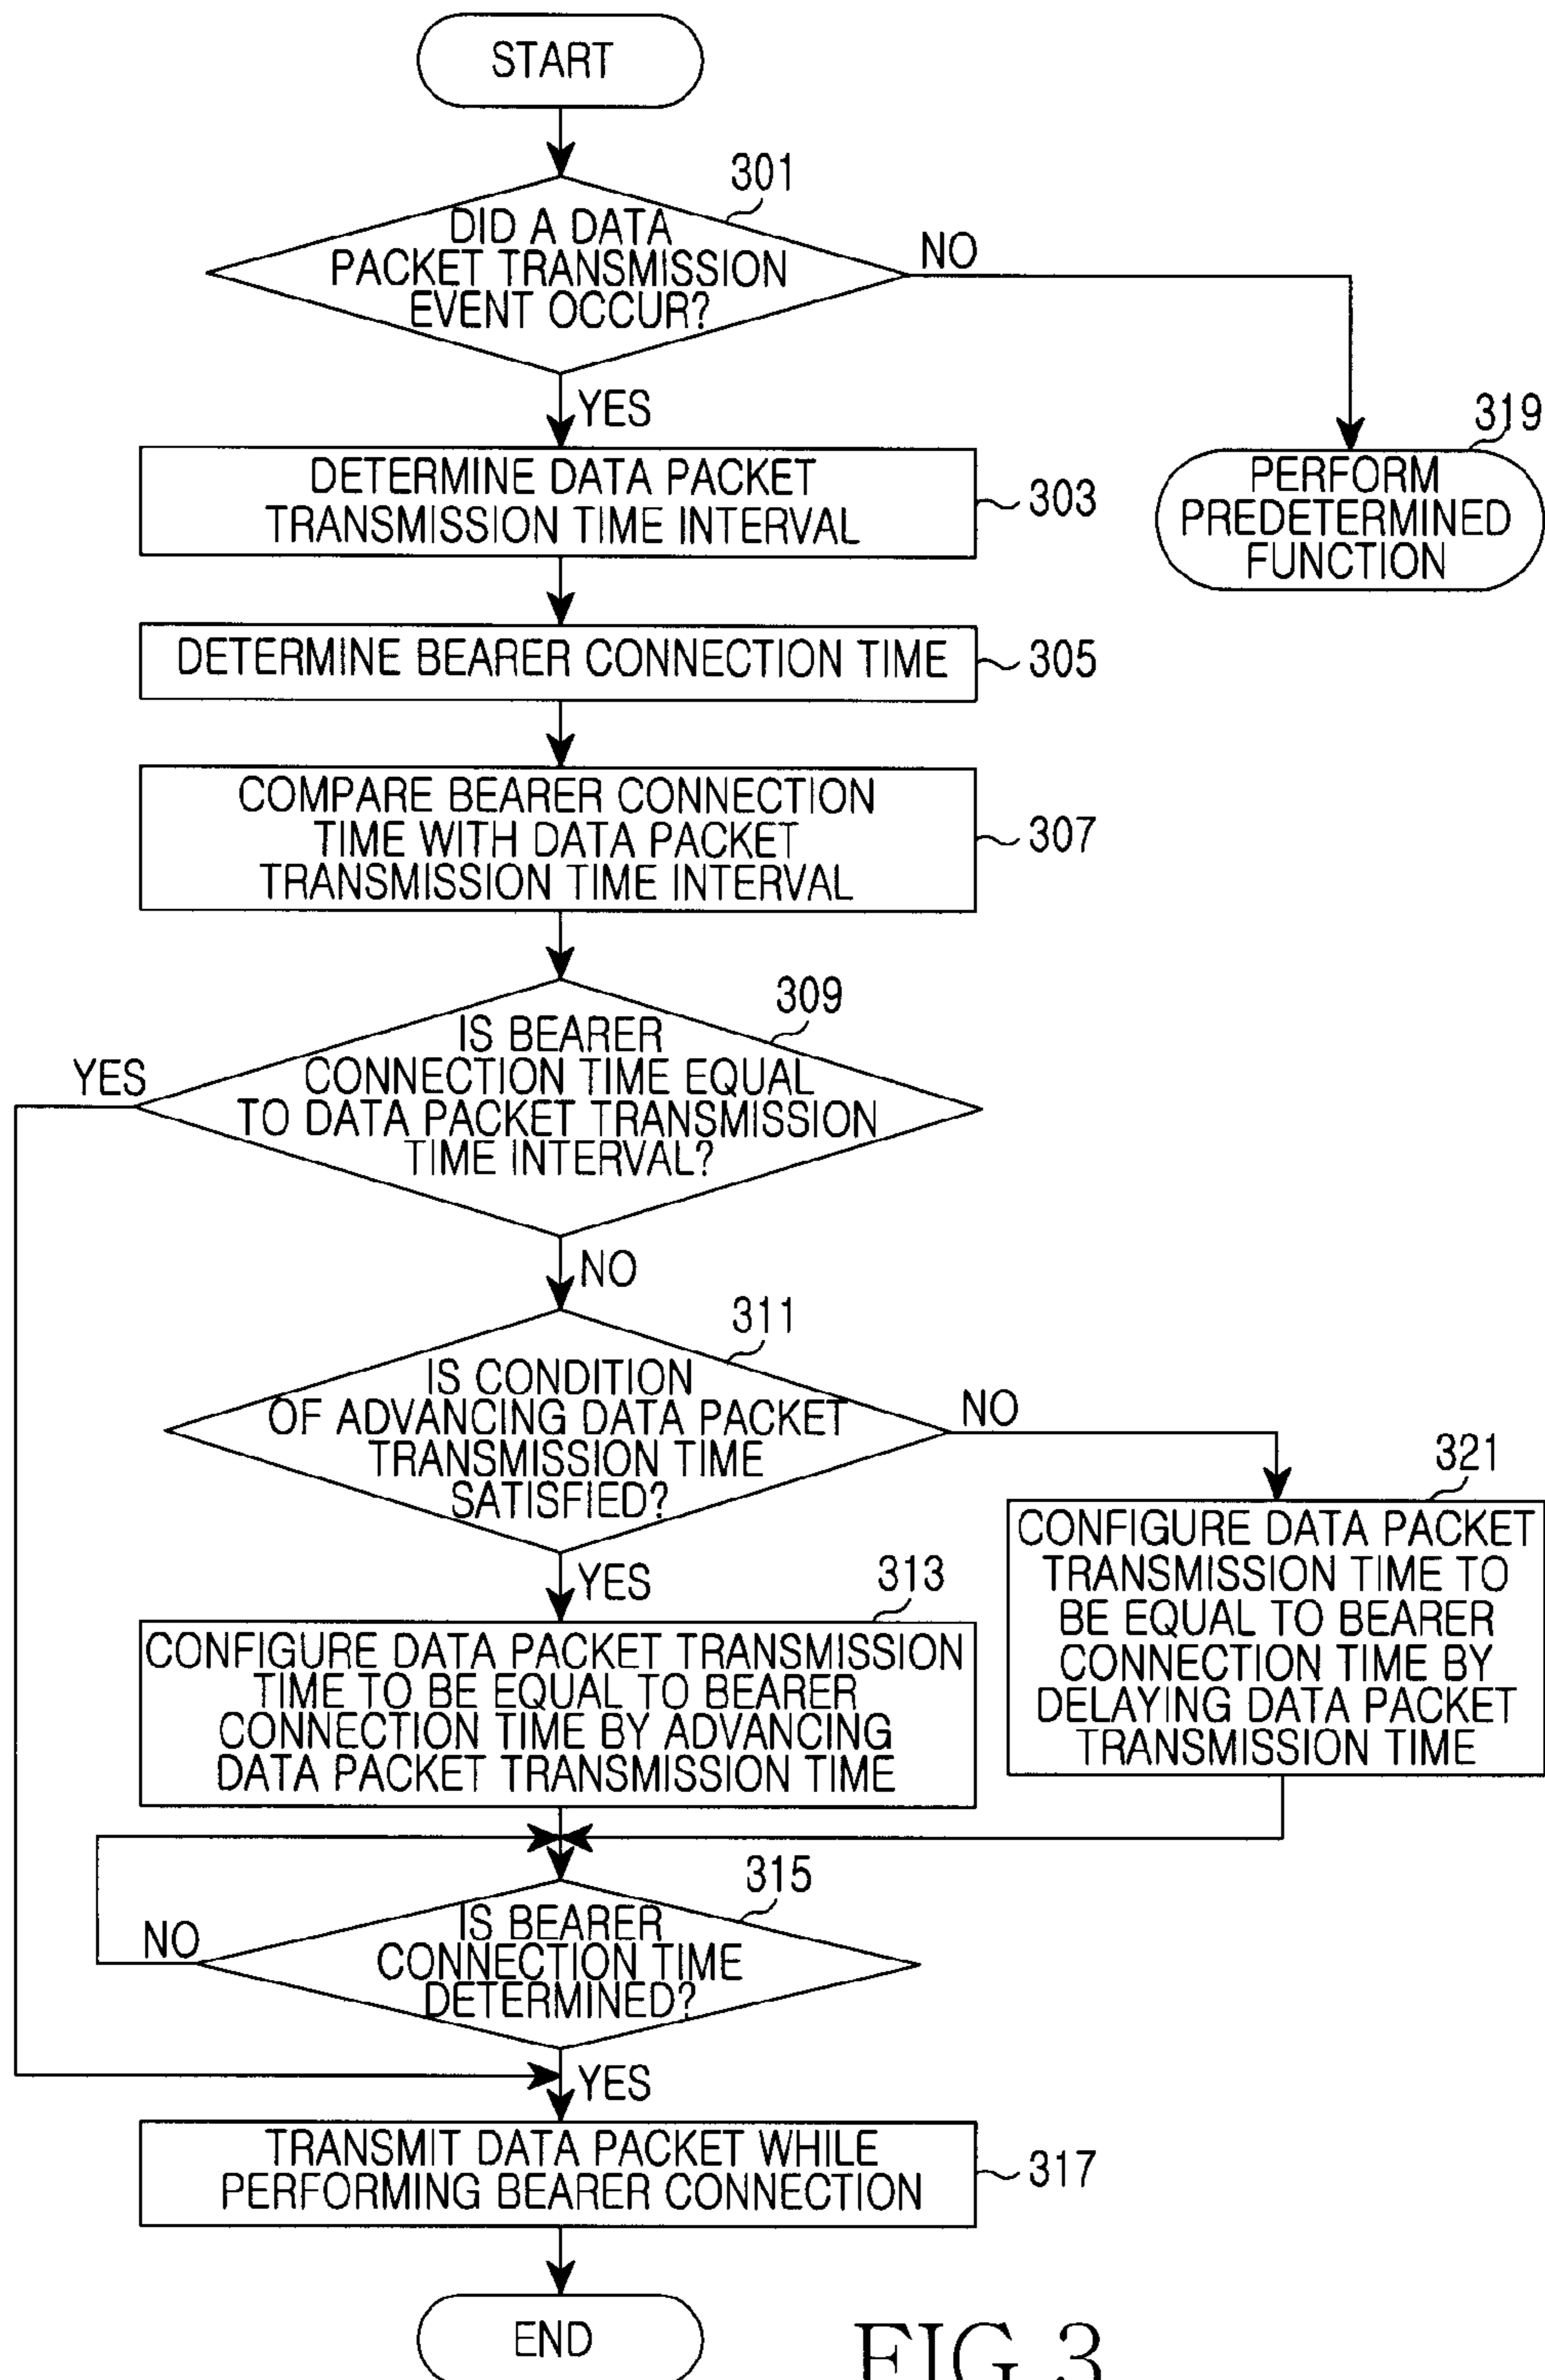 START
301
DID A DATA
PACKET TRANSMISSION
EVENT OCCUR?
NO
YES
319
PERFORM
PREDETERMINED
FUNCTION
DETERMINE DATA PACKET
TRANSMISSION TIME INTERVAL
303
DETERMINE BEARER CONNECTION TIME
305
COMPARE BEARER CONNECTION
TIME WITH DATA PACKET
TRANSMISSION TIME INTERVAL
307
309
IS BEARER
CONNECTION TIME EQUAL
TO DATA PACKET TRANSMISSION
TIME INTERVAL?
YES
NO
311
IS CONDITION
OF ADVANCING DATA PACKET
TRANSMISSION TIME
SATISFIED?
NO
YES
321
CONFIGURE DATA PACKET
TRANSMISSION TIME TO
BE EQUAL TO BEARER
CONNECTION TIME BY
DELAYING DATA PACKET
TRANSMISSION TIME
313
CONFIGURE DATA PACKET TRANSMISSION
TIME TO BE EQUAL TO BEARER
CONNECTION TIME BY ADVANCING
DATA PACKET TRANSMISSION TIME
315
IS BEARER
CONNECTION TIME
DETERMINED?
NO
YES
TRANSMIT DATA PACKET WHILE
PERFORMING BEARER CONNECTION
317
END
FIG.3